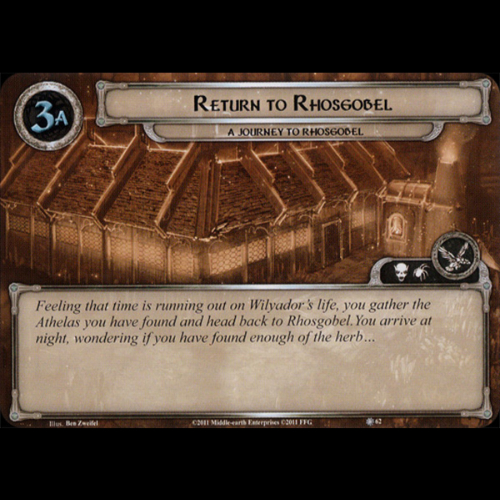 3A
RETURN TO RHOSGOBEL
A JOURNEY TO RHOSGOBEL
Feeling that time is running out on Wilyador's life, you gather the
Athelas you have found and head back to Rhosgobel.You arrive at
night, wondering if you have found enough of the herb...
Illus. Ben Zweifel
©2011 Middle-earth Enterprises ©2011 FFG
62